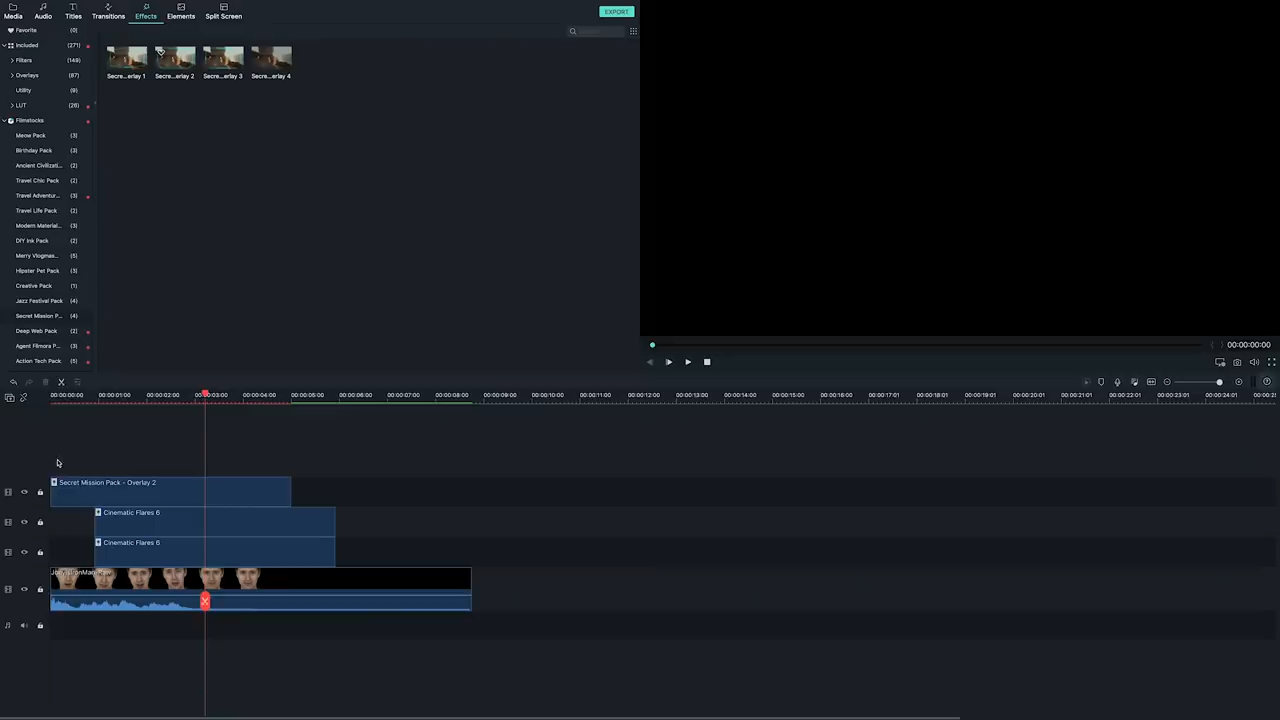 Media Audio Titles Transitions Effects Elements Split Screen
EXPORT
Favorite (0)
Included (271)
Filters (149)
Overlays (87)
Utility (9)
LUT (26)
Filmstocks
Meow Pack (3)
Birthday Pack (3)
Ancient Civilizati... (2)
Travel Chic Pack (2)
Travel Adventur... (3)
Travel Life Pack (2)
Modern Material... (3)
DIY Ink Pack (2)
Merry Vlogmas... (5)
Hipster Pet Pack (3)
Creative Pack (1)
Jazz Festival Pack (4)
Secret Mission P... (4)
Deep Web Pack (2)
Agent Filmora P... (3)
Action Tech Pack (5)
Secre...erlay 1 Secre...erlay 2 Secre...erlay 3 Secre...erlay 4
00:00:00:00
00:00:00:00 00:00:01:00 00:00:02:00 00:00:03:00 00:00:04:00 00:00:05:00 00:00:06:00 00:00:07:00 00:00:08:00 00:00:09:00 00:00:10:00 00:00:11:00 00:00:12:00 00:00:13:00 00:00:14:00 00:00:15:00 00:00:16:00 00:00:17:00 00:00:18:01 00:00:19:01 00:00:20:01 00:00:21:01 00:00:22:01 00:00:23:01 00:00:24:01
Secret Mission Pack - Overlay 2
Cinematic Flares 6
Cinematic Flares 6